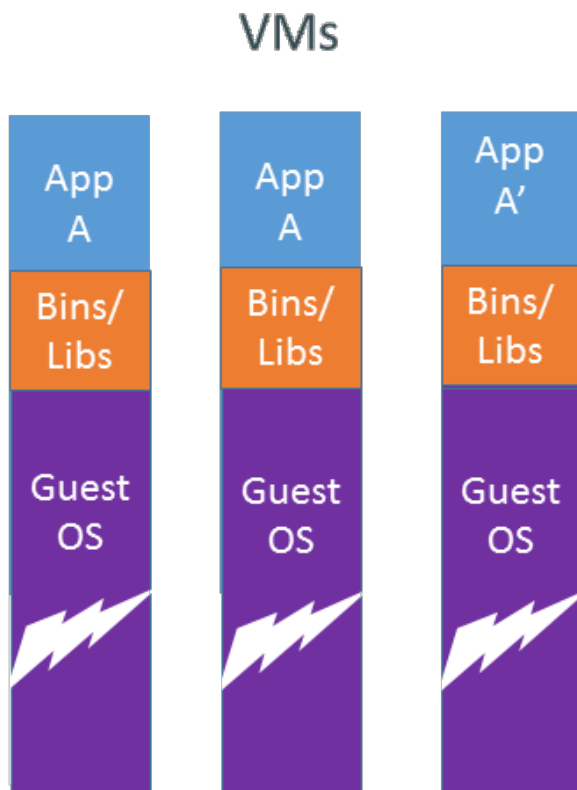 VMs
App
A
Bins/
Libs
Guest
OS
App
A
Bins/
Libs
Guest
OS
App
A’
Bins/
Libs
Guest
OS